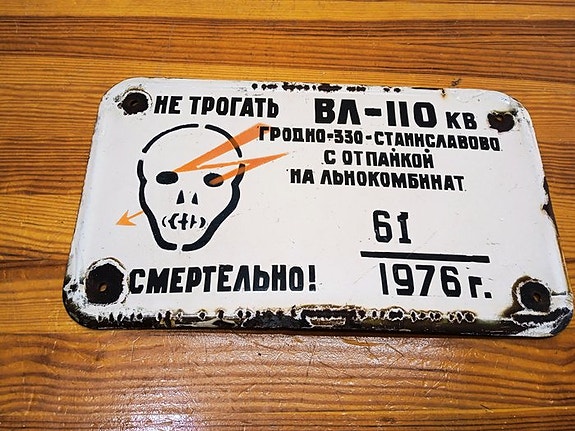 НЕ ТРОГАТЬ ВЛ-110 КВ
ГРОДНО-330-СТАНИСЛАВОВО
С ОТПАЙКОЙ
НА ЛЬНОКОМБИНАТ
61
1976 г.
СМЕРТЕЛЬНО!